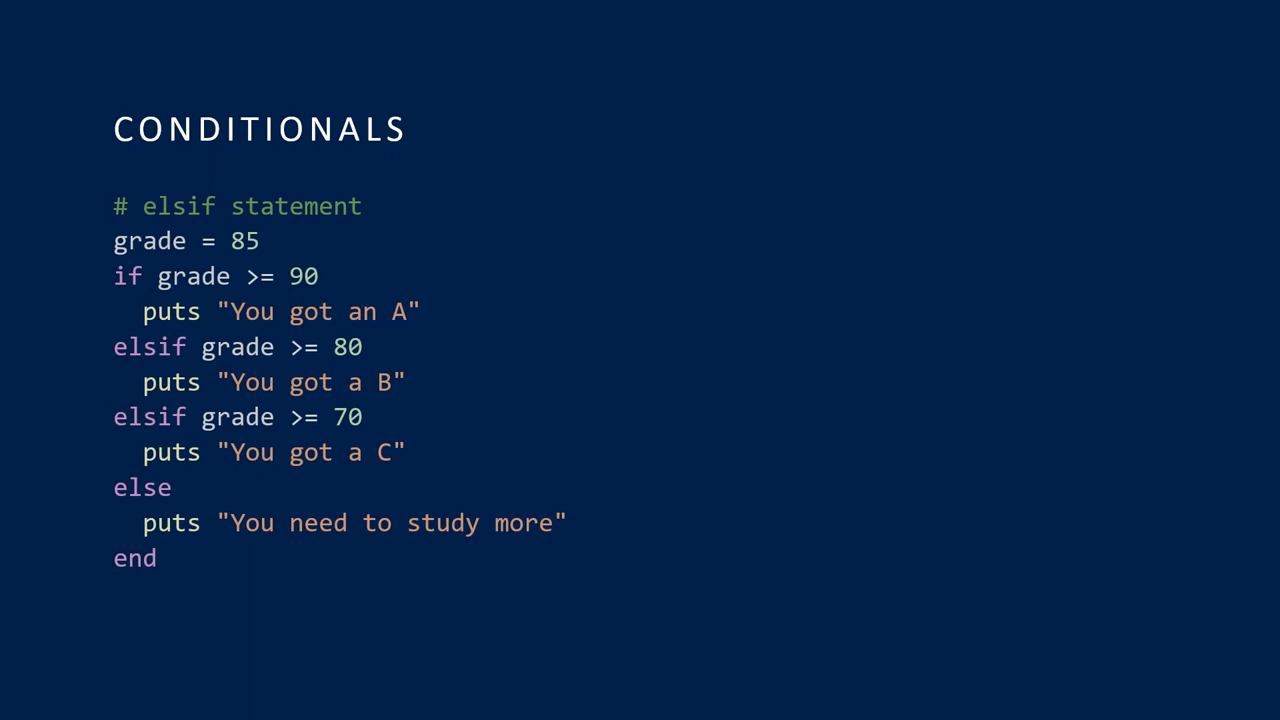 CONDITIONALS
# elsif statement
grade = 85
if grade >= 90
  puts "You got an A"
elsif grade >= 80
  puts "You got a B"
elsif grade >= 70
  puts "You got a C"
else
  puts "You need to study more"
end